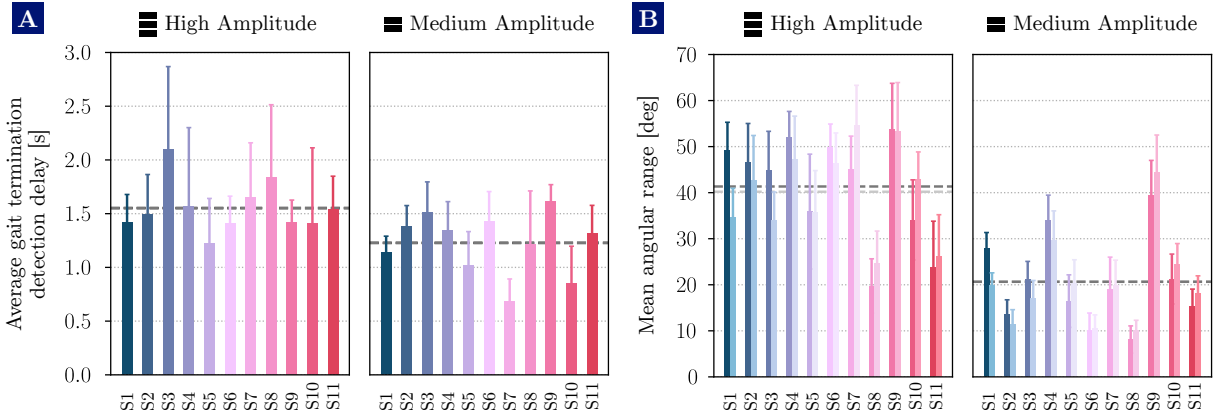 A
High Amplitude
Medium Amplitude
Average gait termination
detection delay [s]
3.0
2.5
2.0
1.5
1.0
0.5
0.0
S1
S2
S3
S4
S5
S6
S7
S8
S9
S10
S11
S1
S2
S3
S4
S5
S6
S7
S8
S9
S10
S11
B
High Amplitude
Medium Amplitude
Mean angular range [deg]
70
60
50
40
30
20
10
0
S1
S2
S3
S4
S5
S6
S7
S8
S9
S10
S11
S1
S2
S3
S4
S5
S6
S7
S8
S9
S10
S11